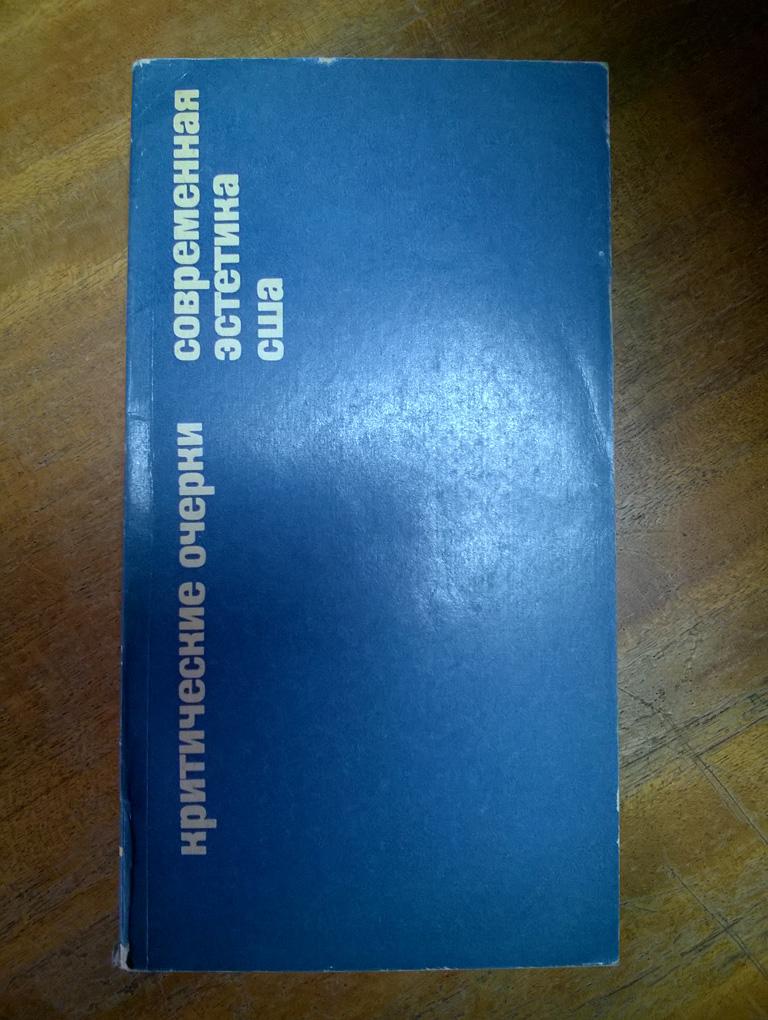 критические очерки
современная
эстетика
сша